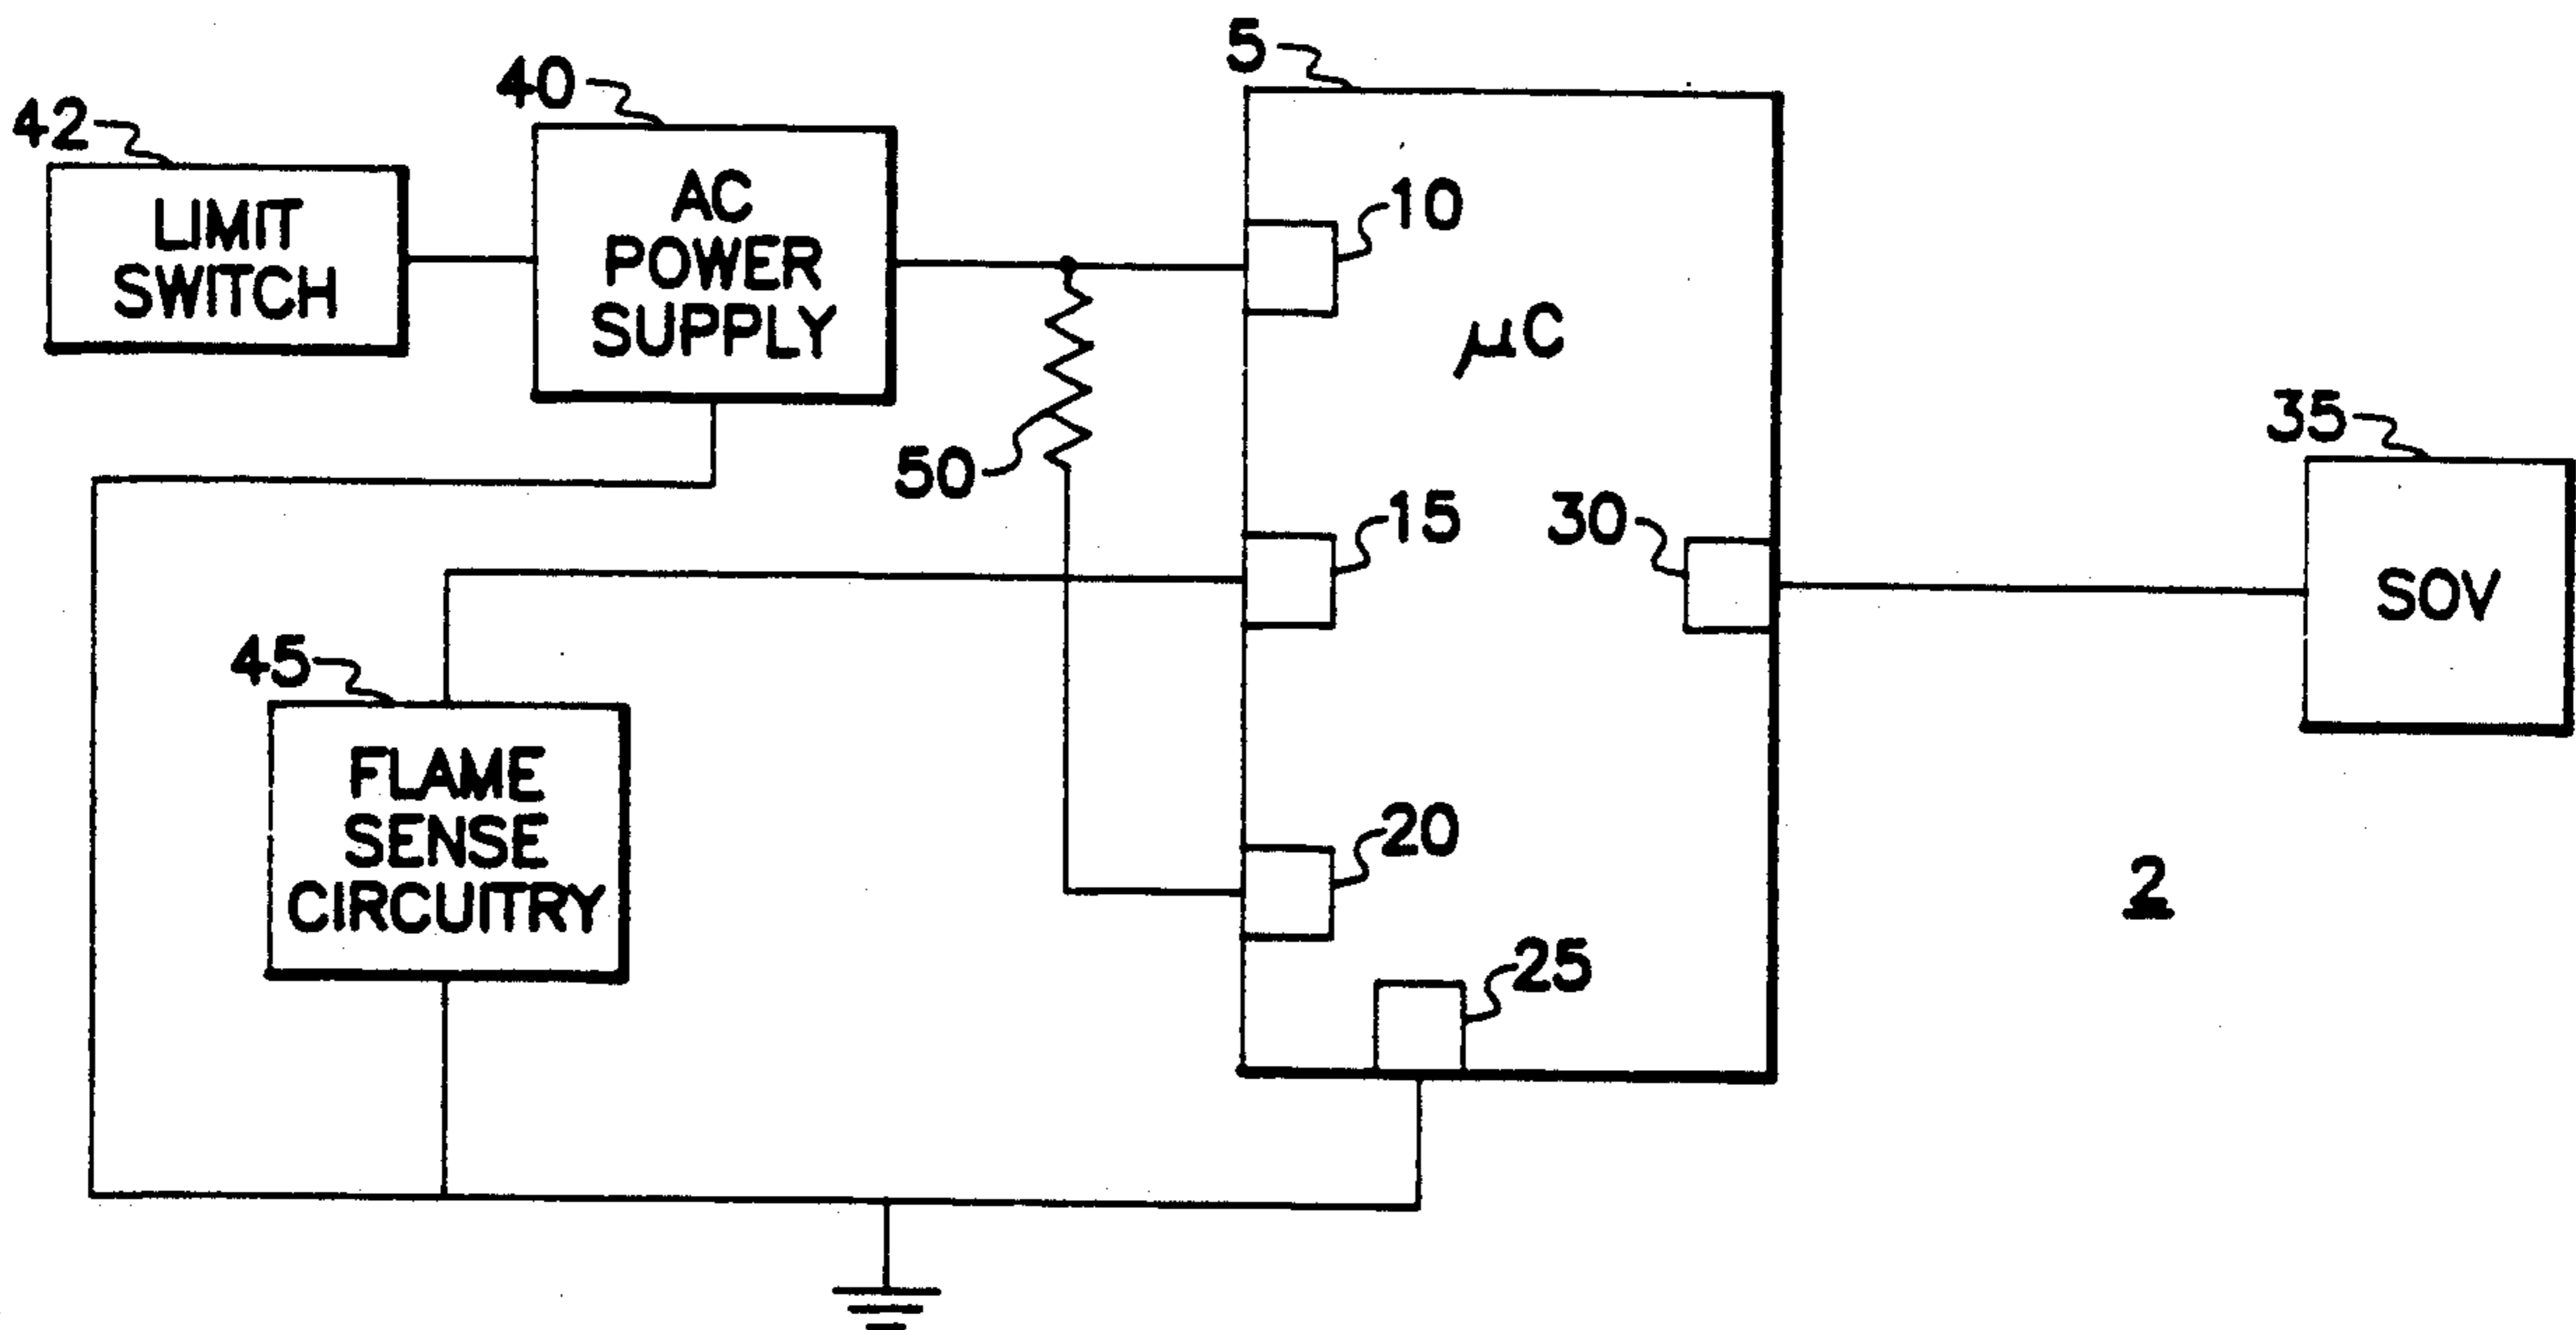 5
40
42
LIMIT
SWITCH
AC
POWER
SUPPLY
10
μC
50
35
15
30
SOV
45
FLAME
SENSE
CIRCUITRY
20
25
2